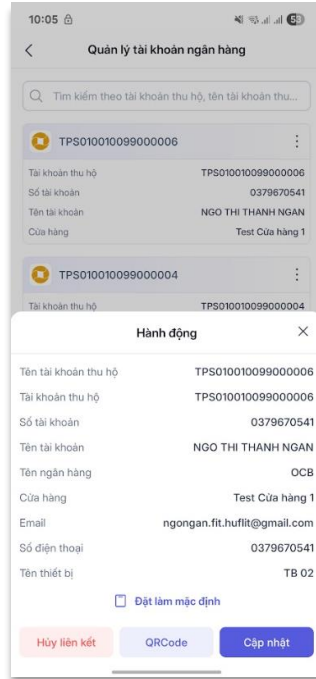 10:05
Quản lý tài khoản ngân hàng
Tìm kiếm theo tài khoản thu hộ, tên tài khoản thu...
TPS010010099000006
Tài khoản thu hộ TPS010010099000006
Số tài khoản 0379670541
Tên tài khoản NGO THI THANH NGAN
Cửa hàng Test Cửa hàng 1
TPS010010099000004
Tài khoản thu hộ TPS010010099000004
Hành động
Tên tài khoản thu hộ TPS010010099000006
Tài khoản thu hộ TPS010010099000006
Số tài khoản 0379670541
Tên tài khoản NGO THI THANH NGAN
Tên ngân hàng OCB
Cửa hàng Test Cửa hàng 1
Email ngongan.fit.huflit@gmail.com
Số điện thoại 0379670541
Tên thiết bị TB 02
Đặt làm mặc định
Hủy liên kết QRCode Cập nhật